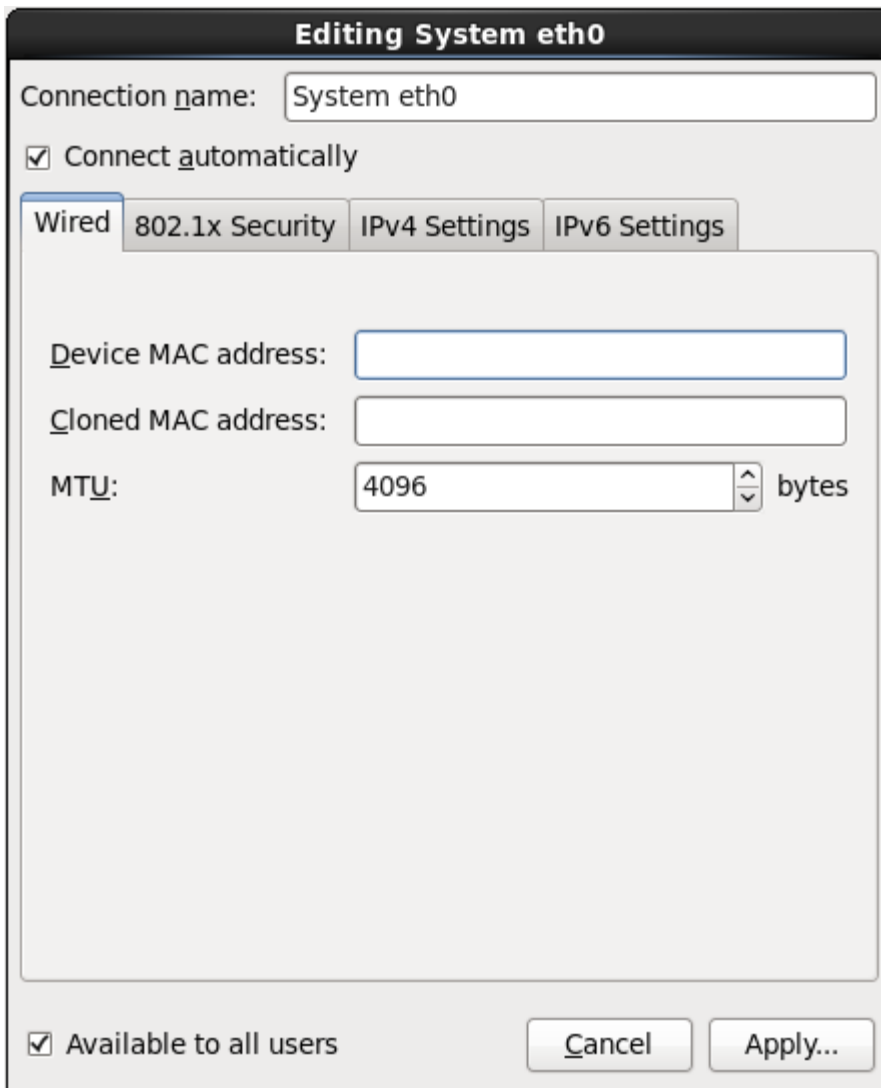 Editing System eth0
Connection name: System eth0
Connect automatically
Wired 802.1x Security IPv4 Settings IPv6 Settings
Device MAC address:
Cloned MAC address:
MTU: 4096 bytes
Available to all users Cancel Apply...